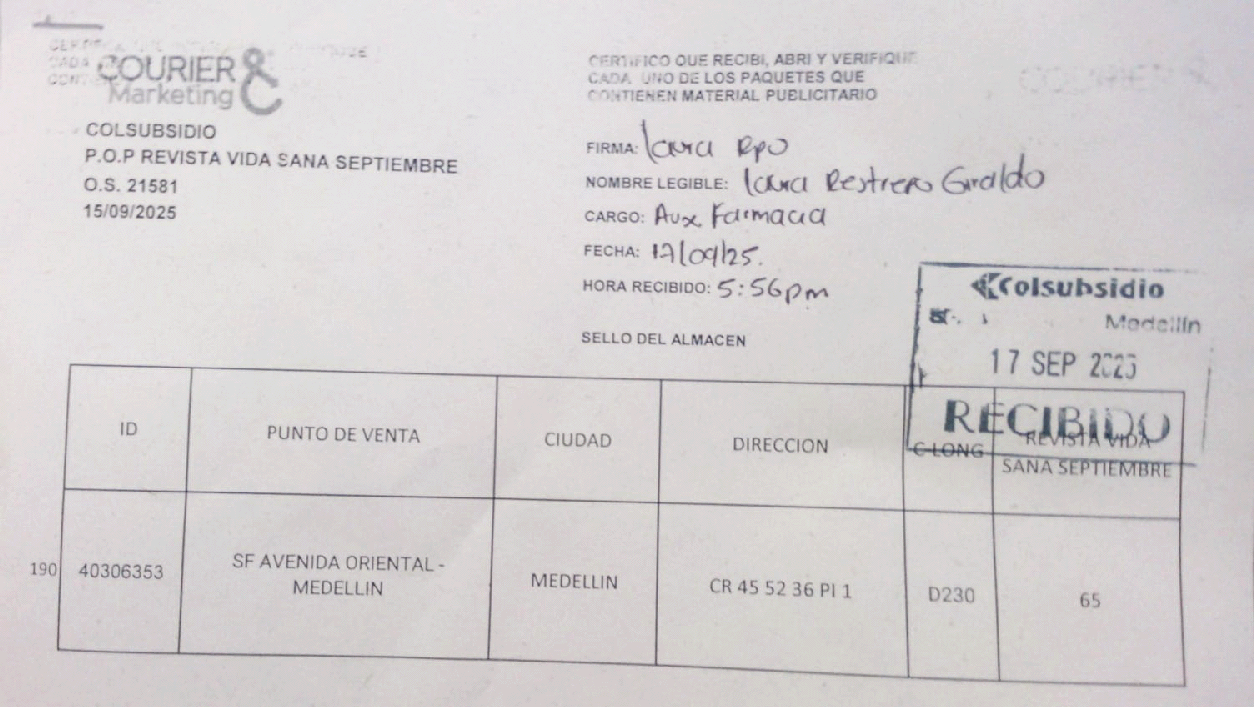 COURIER &
Marketing
COLSUBSIDIO
P.O.P REVISTA VIDA SANA SEPTIEMBRE
O.S. 21581
15/09/2025
CERTIFICO QUE RECIBI, ABRI Y VERIFIQUE
CADA UNO DE LOS PAQUETES QUE
CONTIENEN MATERIAL PUBLICITARIO
FIRMA: Laura Rpo
NOMBRE LEGIBLE: Laura Restrepo Giraldo
CARGO: Aux Farmacia
FECHA: 17/09/25.
HORA RECIBIDO: 5:56pm
SELLO DEL ALMACEN
Colsubsidio
Medellín
17 SEP 2025
RECIBIDO
ID PUNTO DE VENTA CIUDAD DIRECCION C LONG REVISTA VIDA
SANA SEPTIEMBRE
190 40306353 SF AVENIDA ORIENTAL - MEDELLIN CR 45 52 36 PI 1 D230 65
MEDELLIN